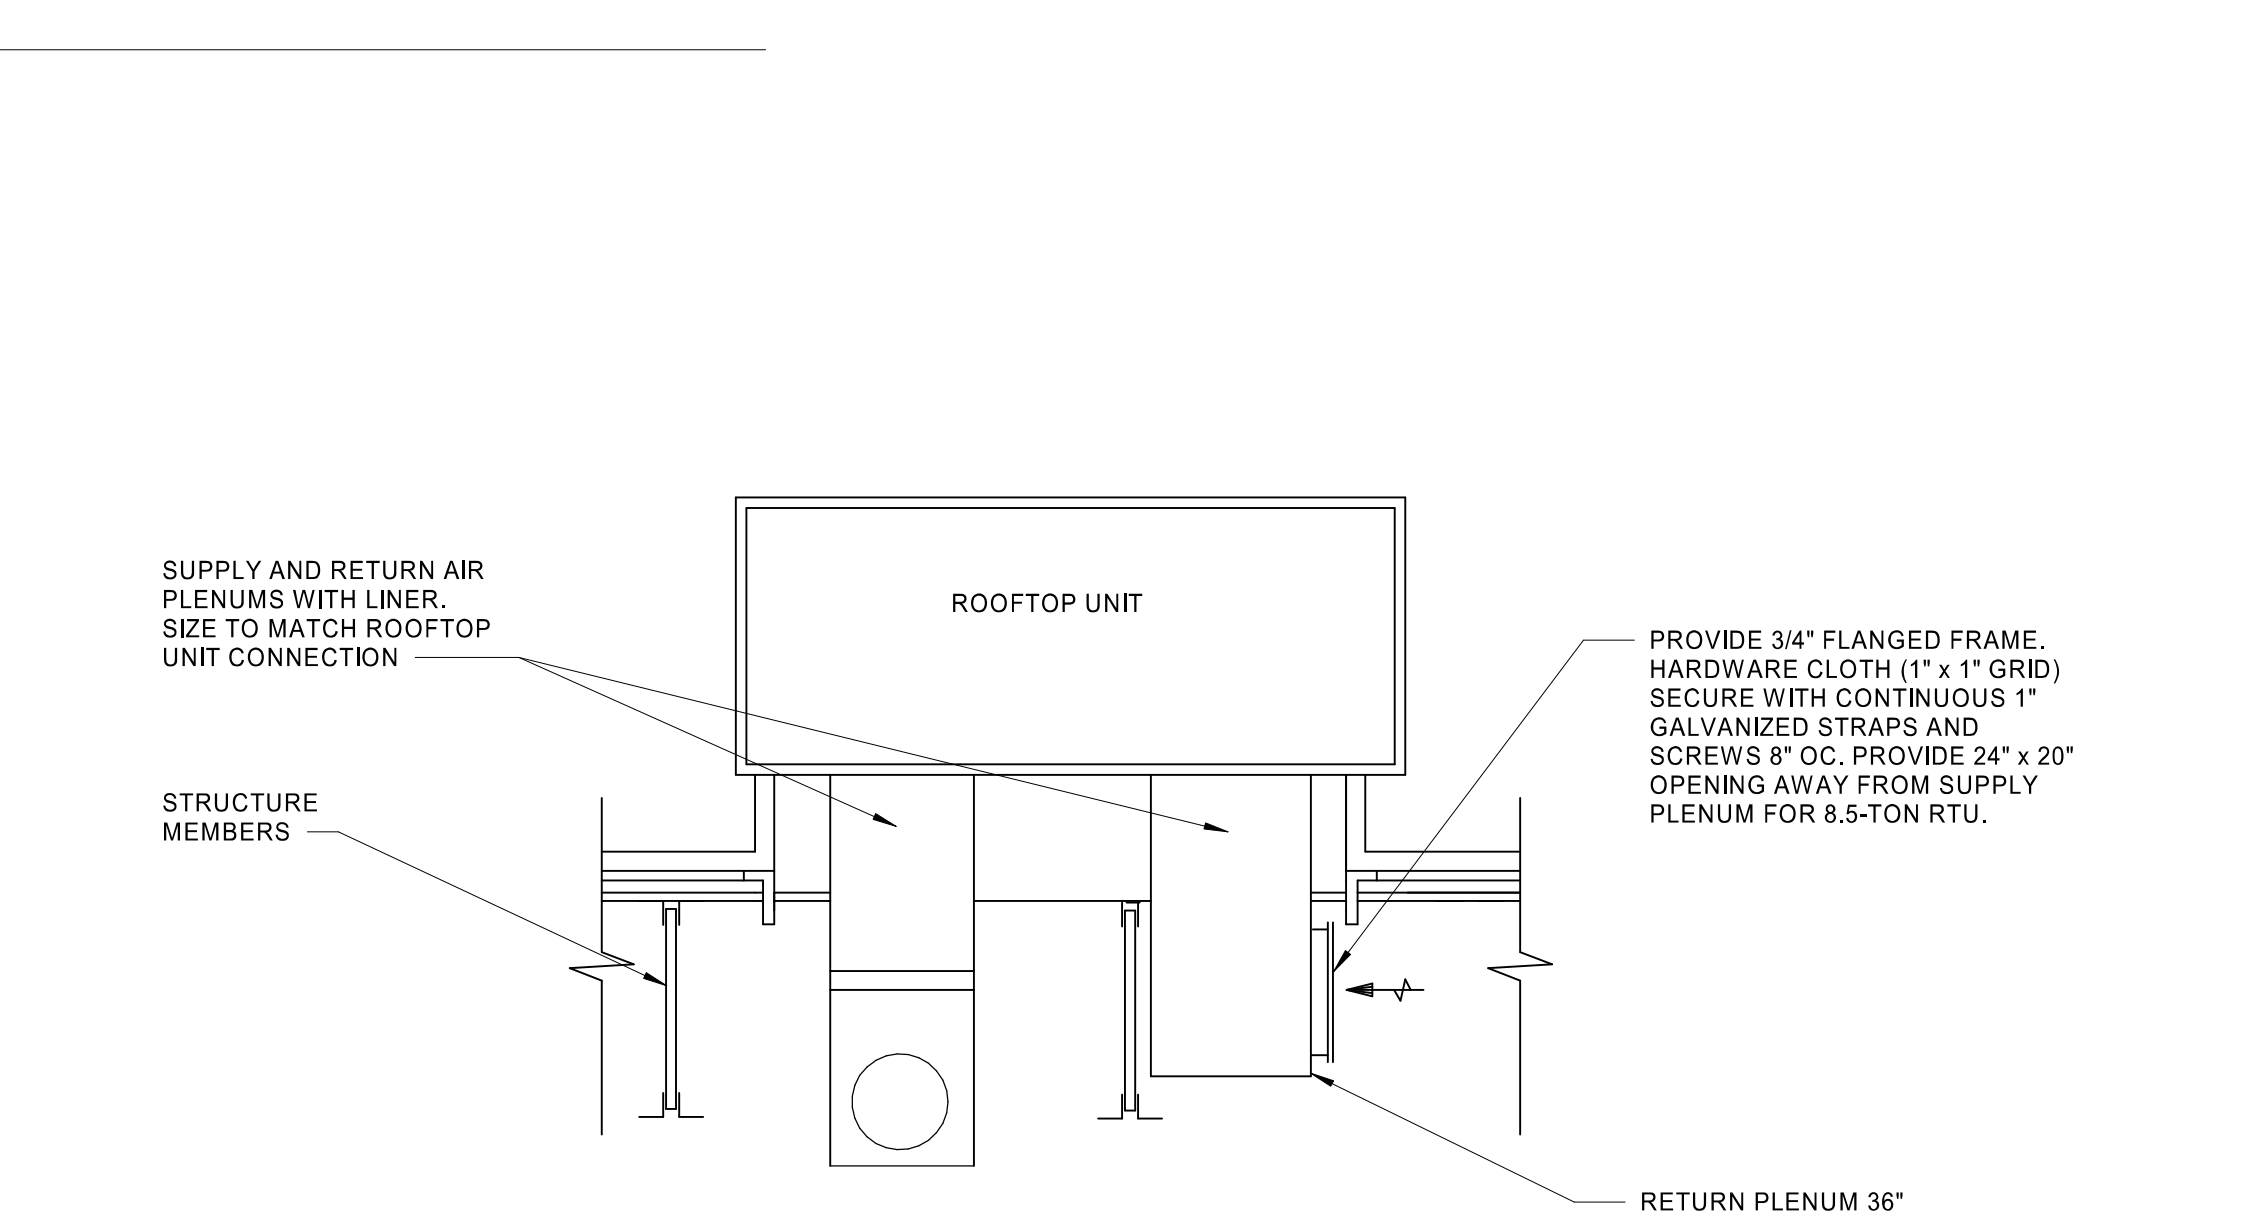 SUPPLY AND RETURN AIR
PLENUMS WITH LINER.
SIZE TO MATCH ROOFTOP
UNIT CONNECTION
STRUCTURE
MEMBERS
ROOFTOP UNIT
PROVIDE 3/4" FLANGED FRAME.
HARDWARE CLOTH (1" x 1" GRID)
SECURE WITH CONTINUOUS 1"
GALVANIZED STRAPS AND
SCREWS 8" OC. PROVIDE 24" x 20"
OPENING AWAY FROM SUPPLY
PLENUM FOR 8.5-TON RTU.
RETURN PLENUM 36"